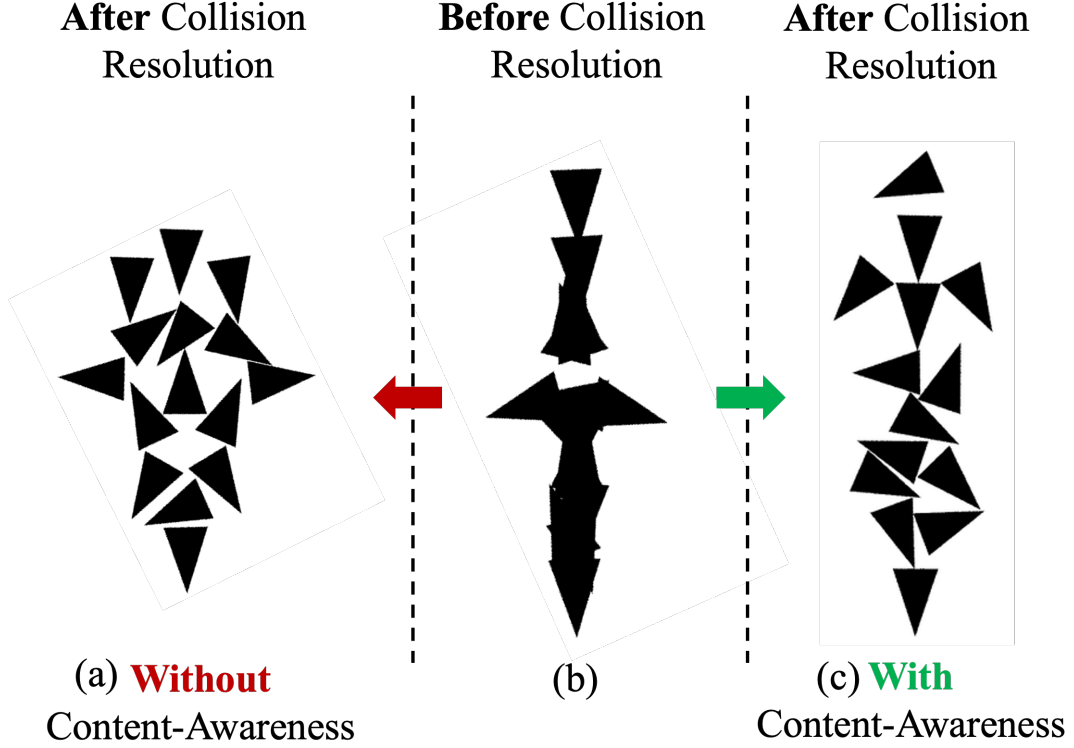 After Collision
Resolution
Before Collision
Resolution
After Collision
Resolution
(a) Without
Content-Awareness
(b)
(c) With
Content-Awareness